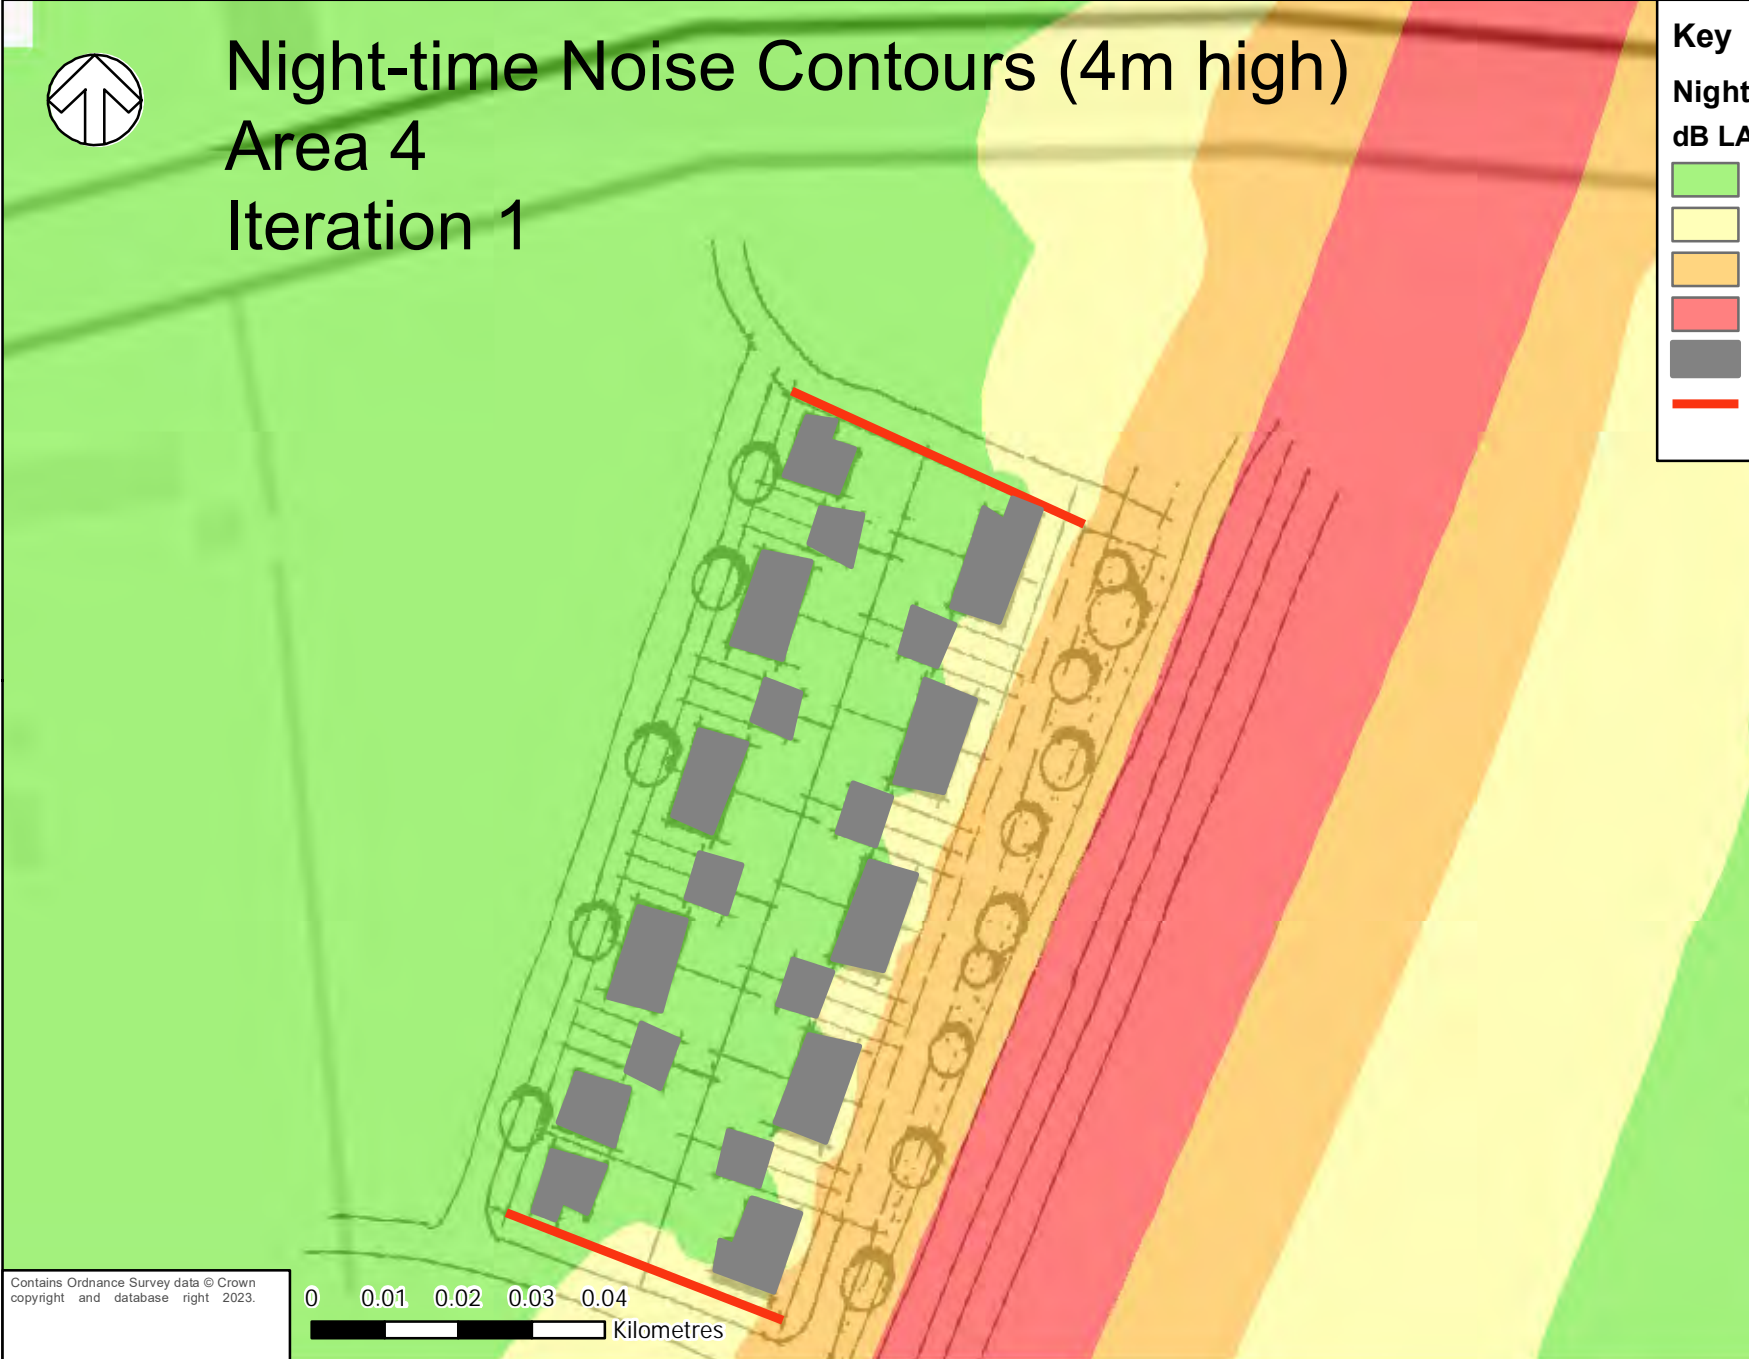 Night-time Noise Contours (4m high)
Area 4
Iteration 1
Key
Night
dB LA
Contains Ordnance Survey data © Crown
copyright and database right 2023.
0 0.01 0.02 0.03 0.04
Kilometres